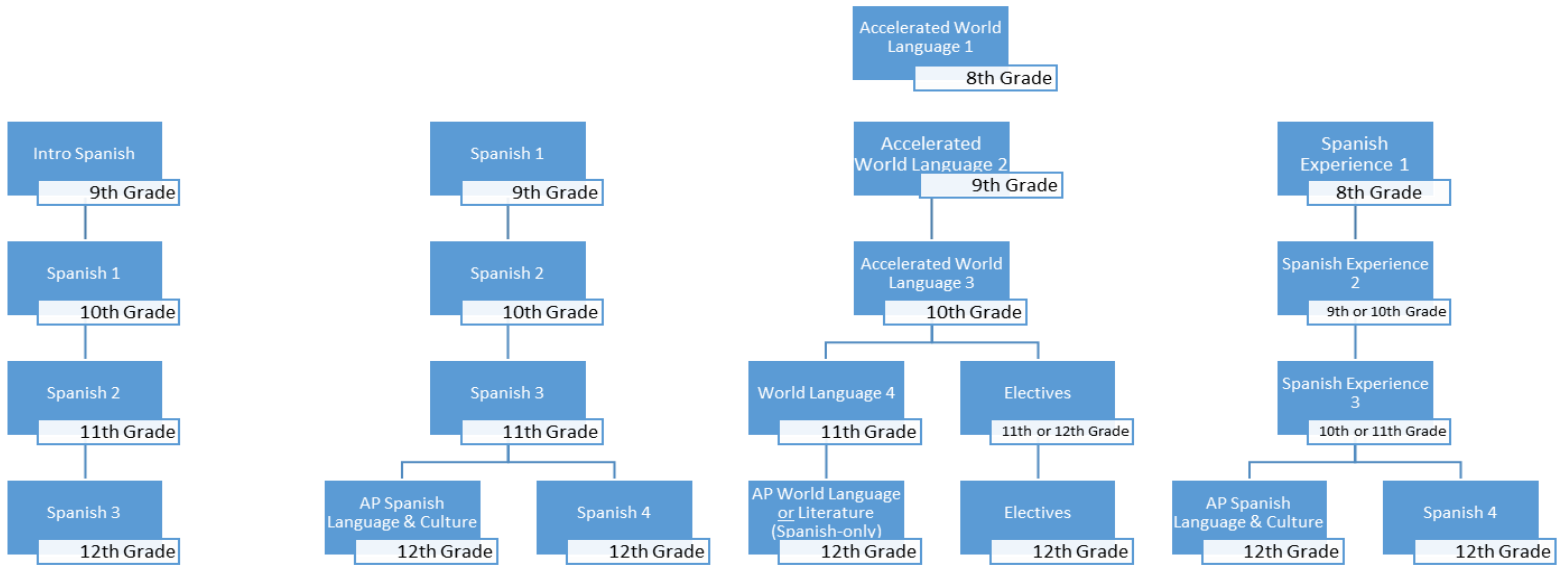 Accelerated World
Language 1
8th Grade
Intro Spanish
9th Grade
Spanish 1
10th Grade
Spanish 2
11th Grade
Spanish 3
12th Grade
Spanish 1
9th Grade
Spanish 2
10th Grade
Spanish 3
11th Grade
AP Spanish
Language & Culture
12th Grade
Spanish 4
12th Grade
Accelerated
World Language 2
9th Grade
Accelerated World
Language 3
10th Grade
World Language 4
11th Grade
AP World Language
or Literature
(Spanish-only)
12th Grade
Electives
11th or 12th Grade
Electives
12th Grade
Spanish
Experience 1
8th Grade
Spanish Experience
2
9th or 10th Grade
Spanish Experience
3
10th or 11th Grade
AP Spanish
Language & Culture
12th Grade
Spanish 4
12th Grade